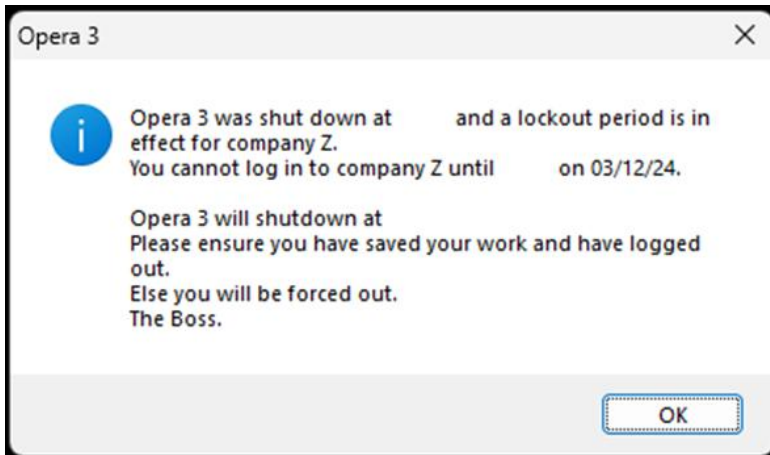 Opera 3
Opera 3 was shut down at and a lockout period is in
effect for company Z.
You cannot log in to company Z until on 03/12/24.
Opera 3 will shutdown at
Please ensure you have saved your work and have logged
out.
Else you will be forced out.
The Boss.
OK